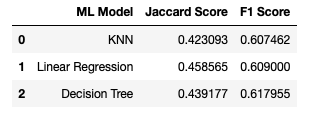 ML Model Jaccard Score F1 Score
0 KNN 0.423093 0.607462
1 Linear Regression 0.458565 0.609000
2 Decision Tree 0.439177 0.617955